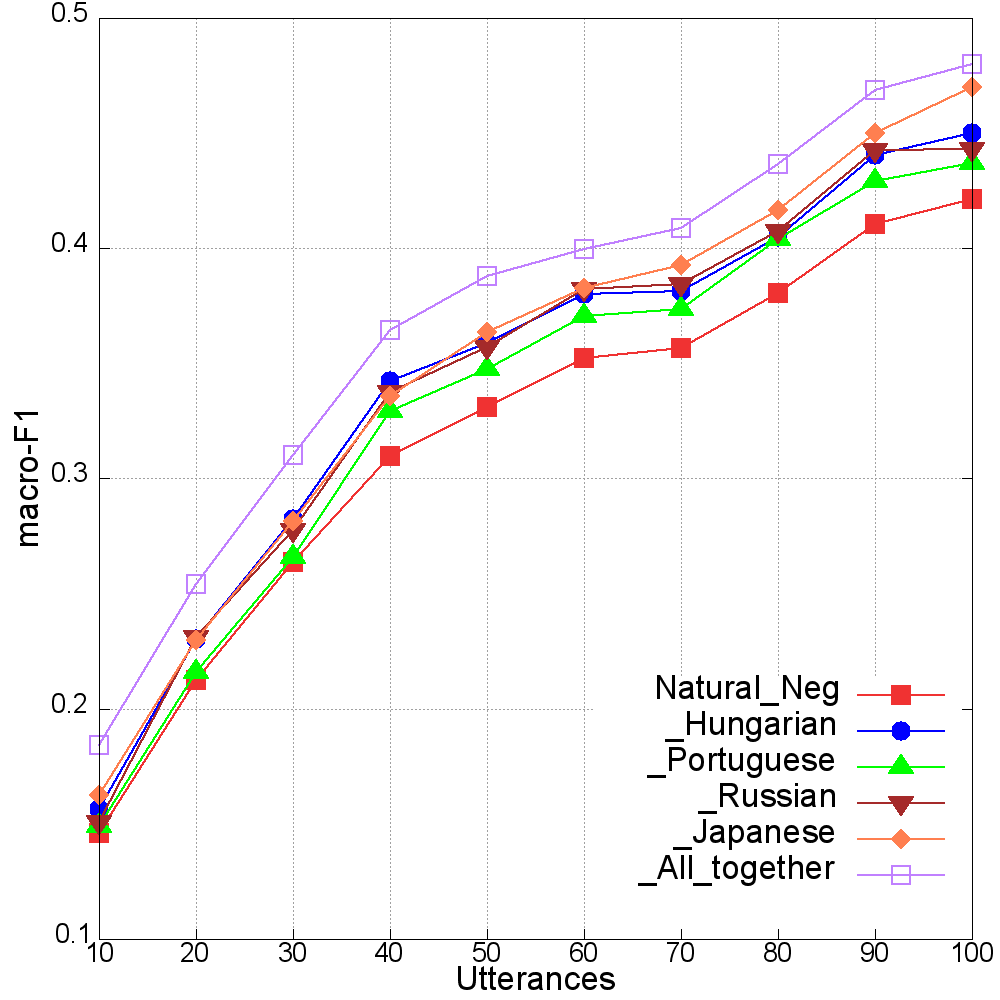 0.5
0.4
0.3
0.2
0.1
macro-F1
Natural_Neg
_Hungarian
_Portuguese
_Russian
_Japanese
_All_together
10 20 30 40 50 60 70 80 90 100
Utterances